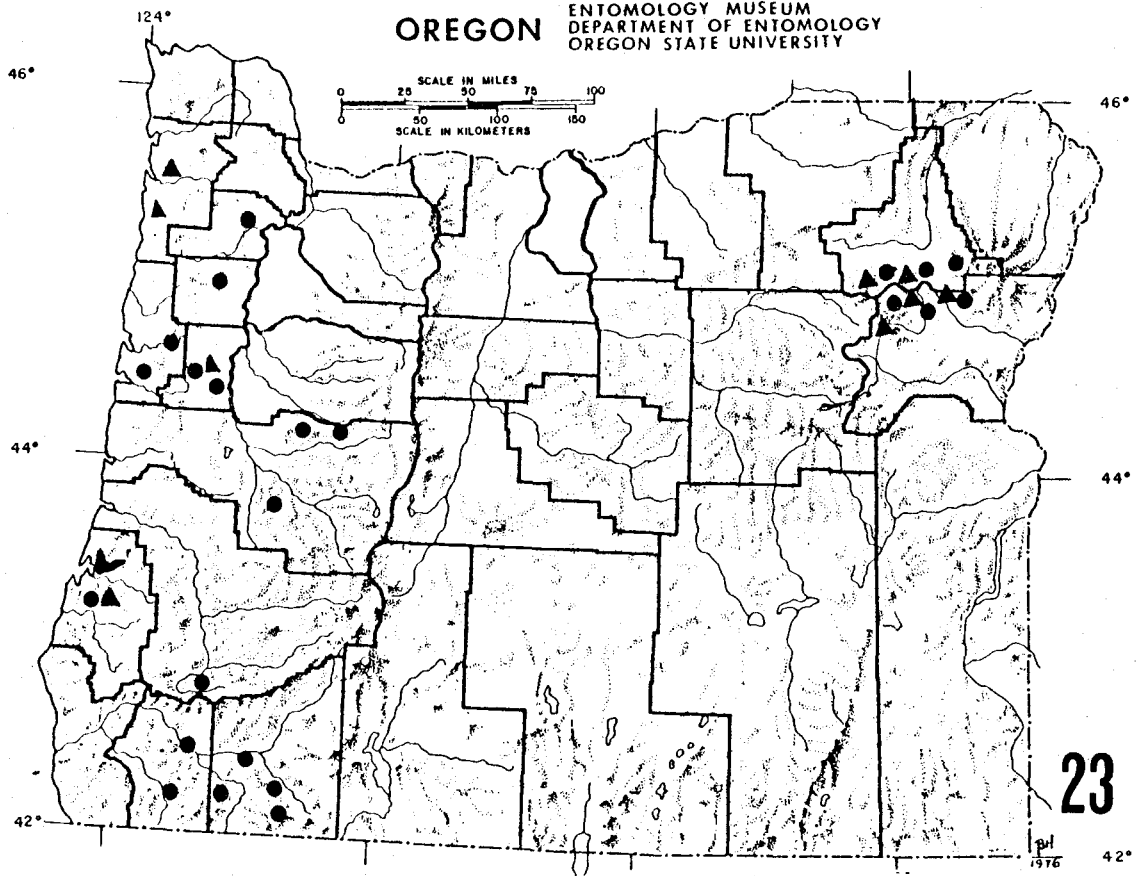 124°
OREGON
ENTOMOLOGY MUSEUM
DEPARTMENT OF ENTOMOLOGY
OREGON STATE UNIVERSITY
46°
SCALE IN MILES
0 25 50 75 100
0 50 100 150
SCALE IN KILOMETERS
46°
44°
44°
23
42°
BH
1976
42°